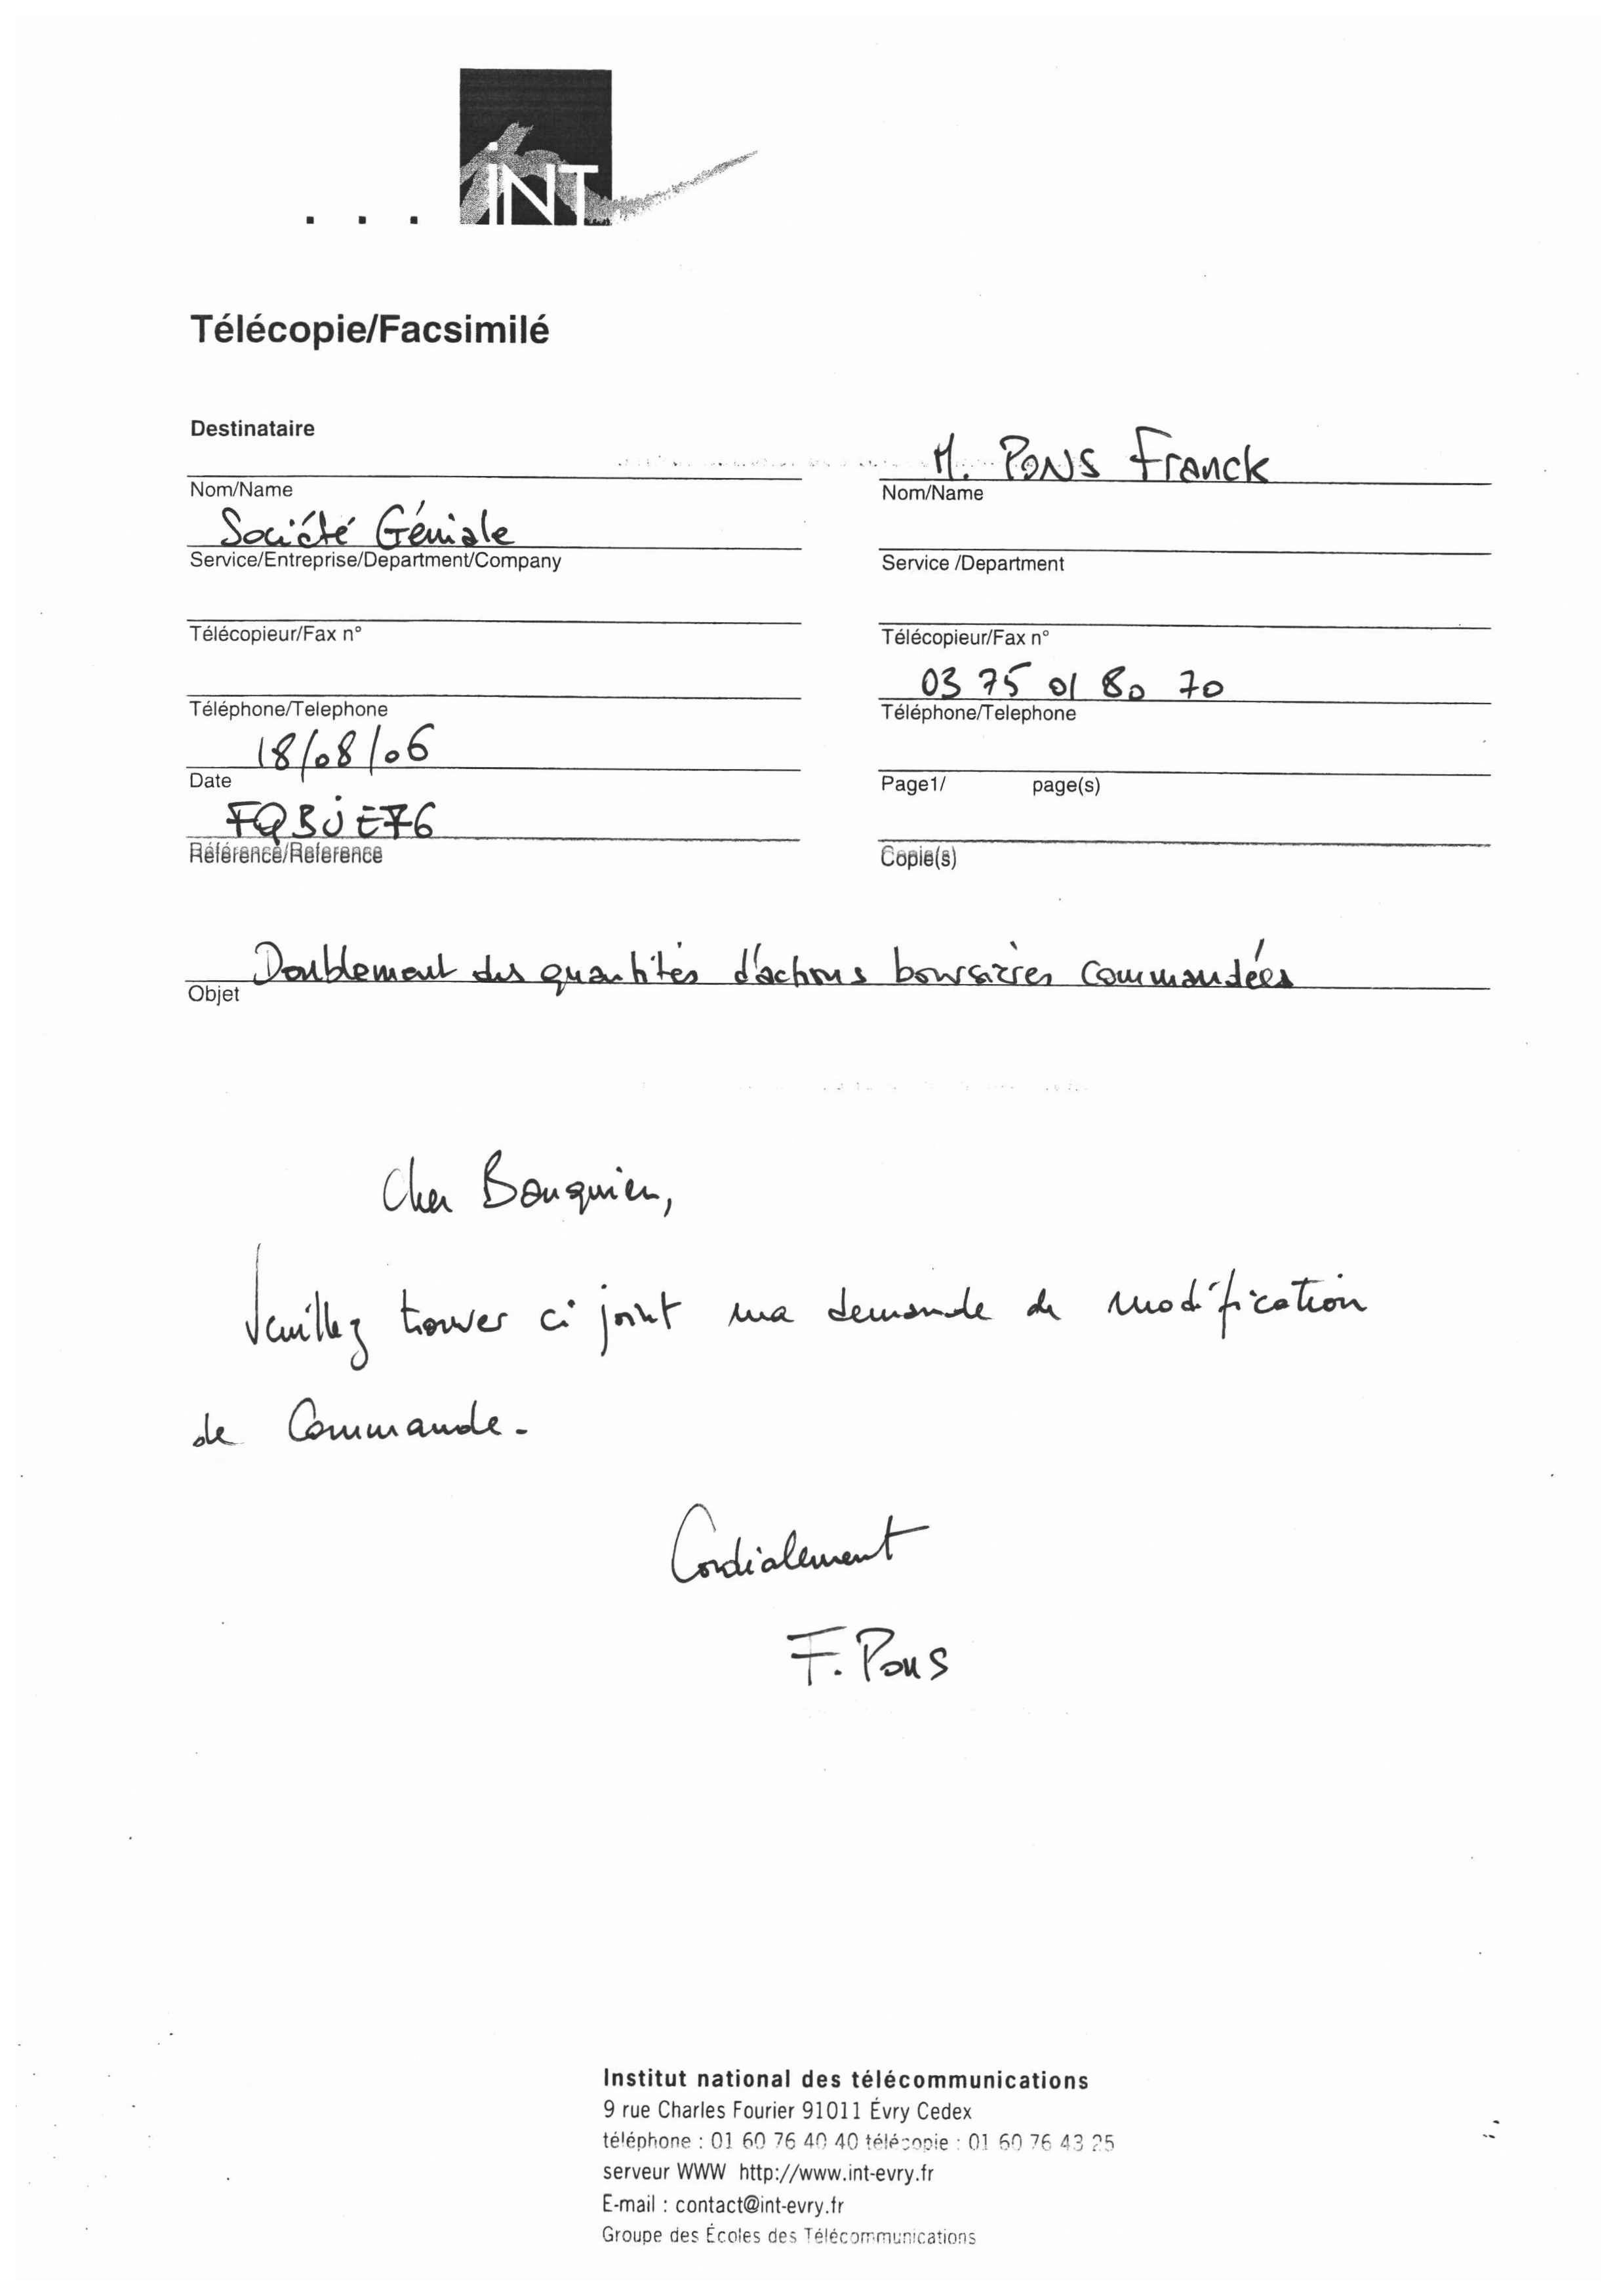 iNT
Télécopie/Facsimilé
Destinataire
M. PONS Franck
Nom/Name
Nom/Name
Société Géniale
Service/Entreprise/Department/Company
Service /Department
Télécopieur/Fax n°
Télécopieur/Fax n°
03 75 01 80 70
Téléphone/Telephone
Téléphone/Telephone
18/08/06
Date
Page1/ page(s)
FQBJE76
Référence/Reference
Copie(s)
Doublement des quantités d'actions boursières commandées
Objet
Cher Banquier,
Veuillez trouver ci joint ma demande de modification
de Commande.
Cordialement
F. Pons
Institut national des télécommunications
9 rue Charles Fourier 91011 Évry Cedex
téléphone : 01 60 76 40 40 télécopie : 01 60 76 43 25
serveur WWW http://www.int-evry.fr
E-mail : contact@int-evry.fr
Groupe des Écoles des Télécommunications